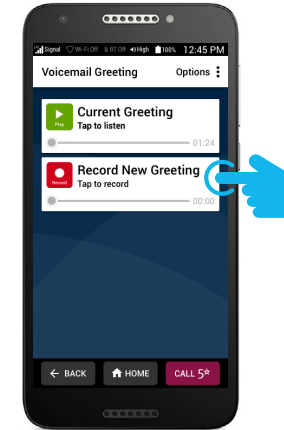 Signal Wi-Fi Off BT Off High 100% 12:45 PM
Voicemail Greeting Options
Current Greeting
Play
Tap to listen
01:24
Record New Greeting
Record
Tap to record
00:00
BACK HOME CALL 5☆